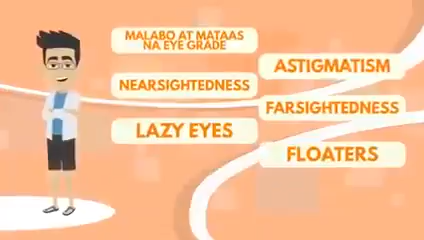 MALABO AT MATAAS
NA EYE GRADE
NEARSIGHTEDNESS
LAZY EYES
ASTIGMATISM
FARSIGHTEDNESS
FLOATERS